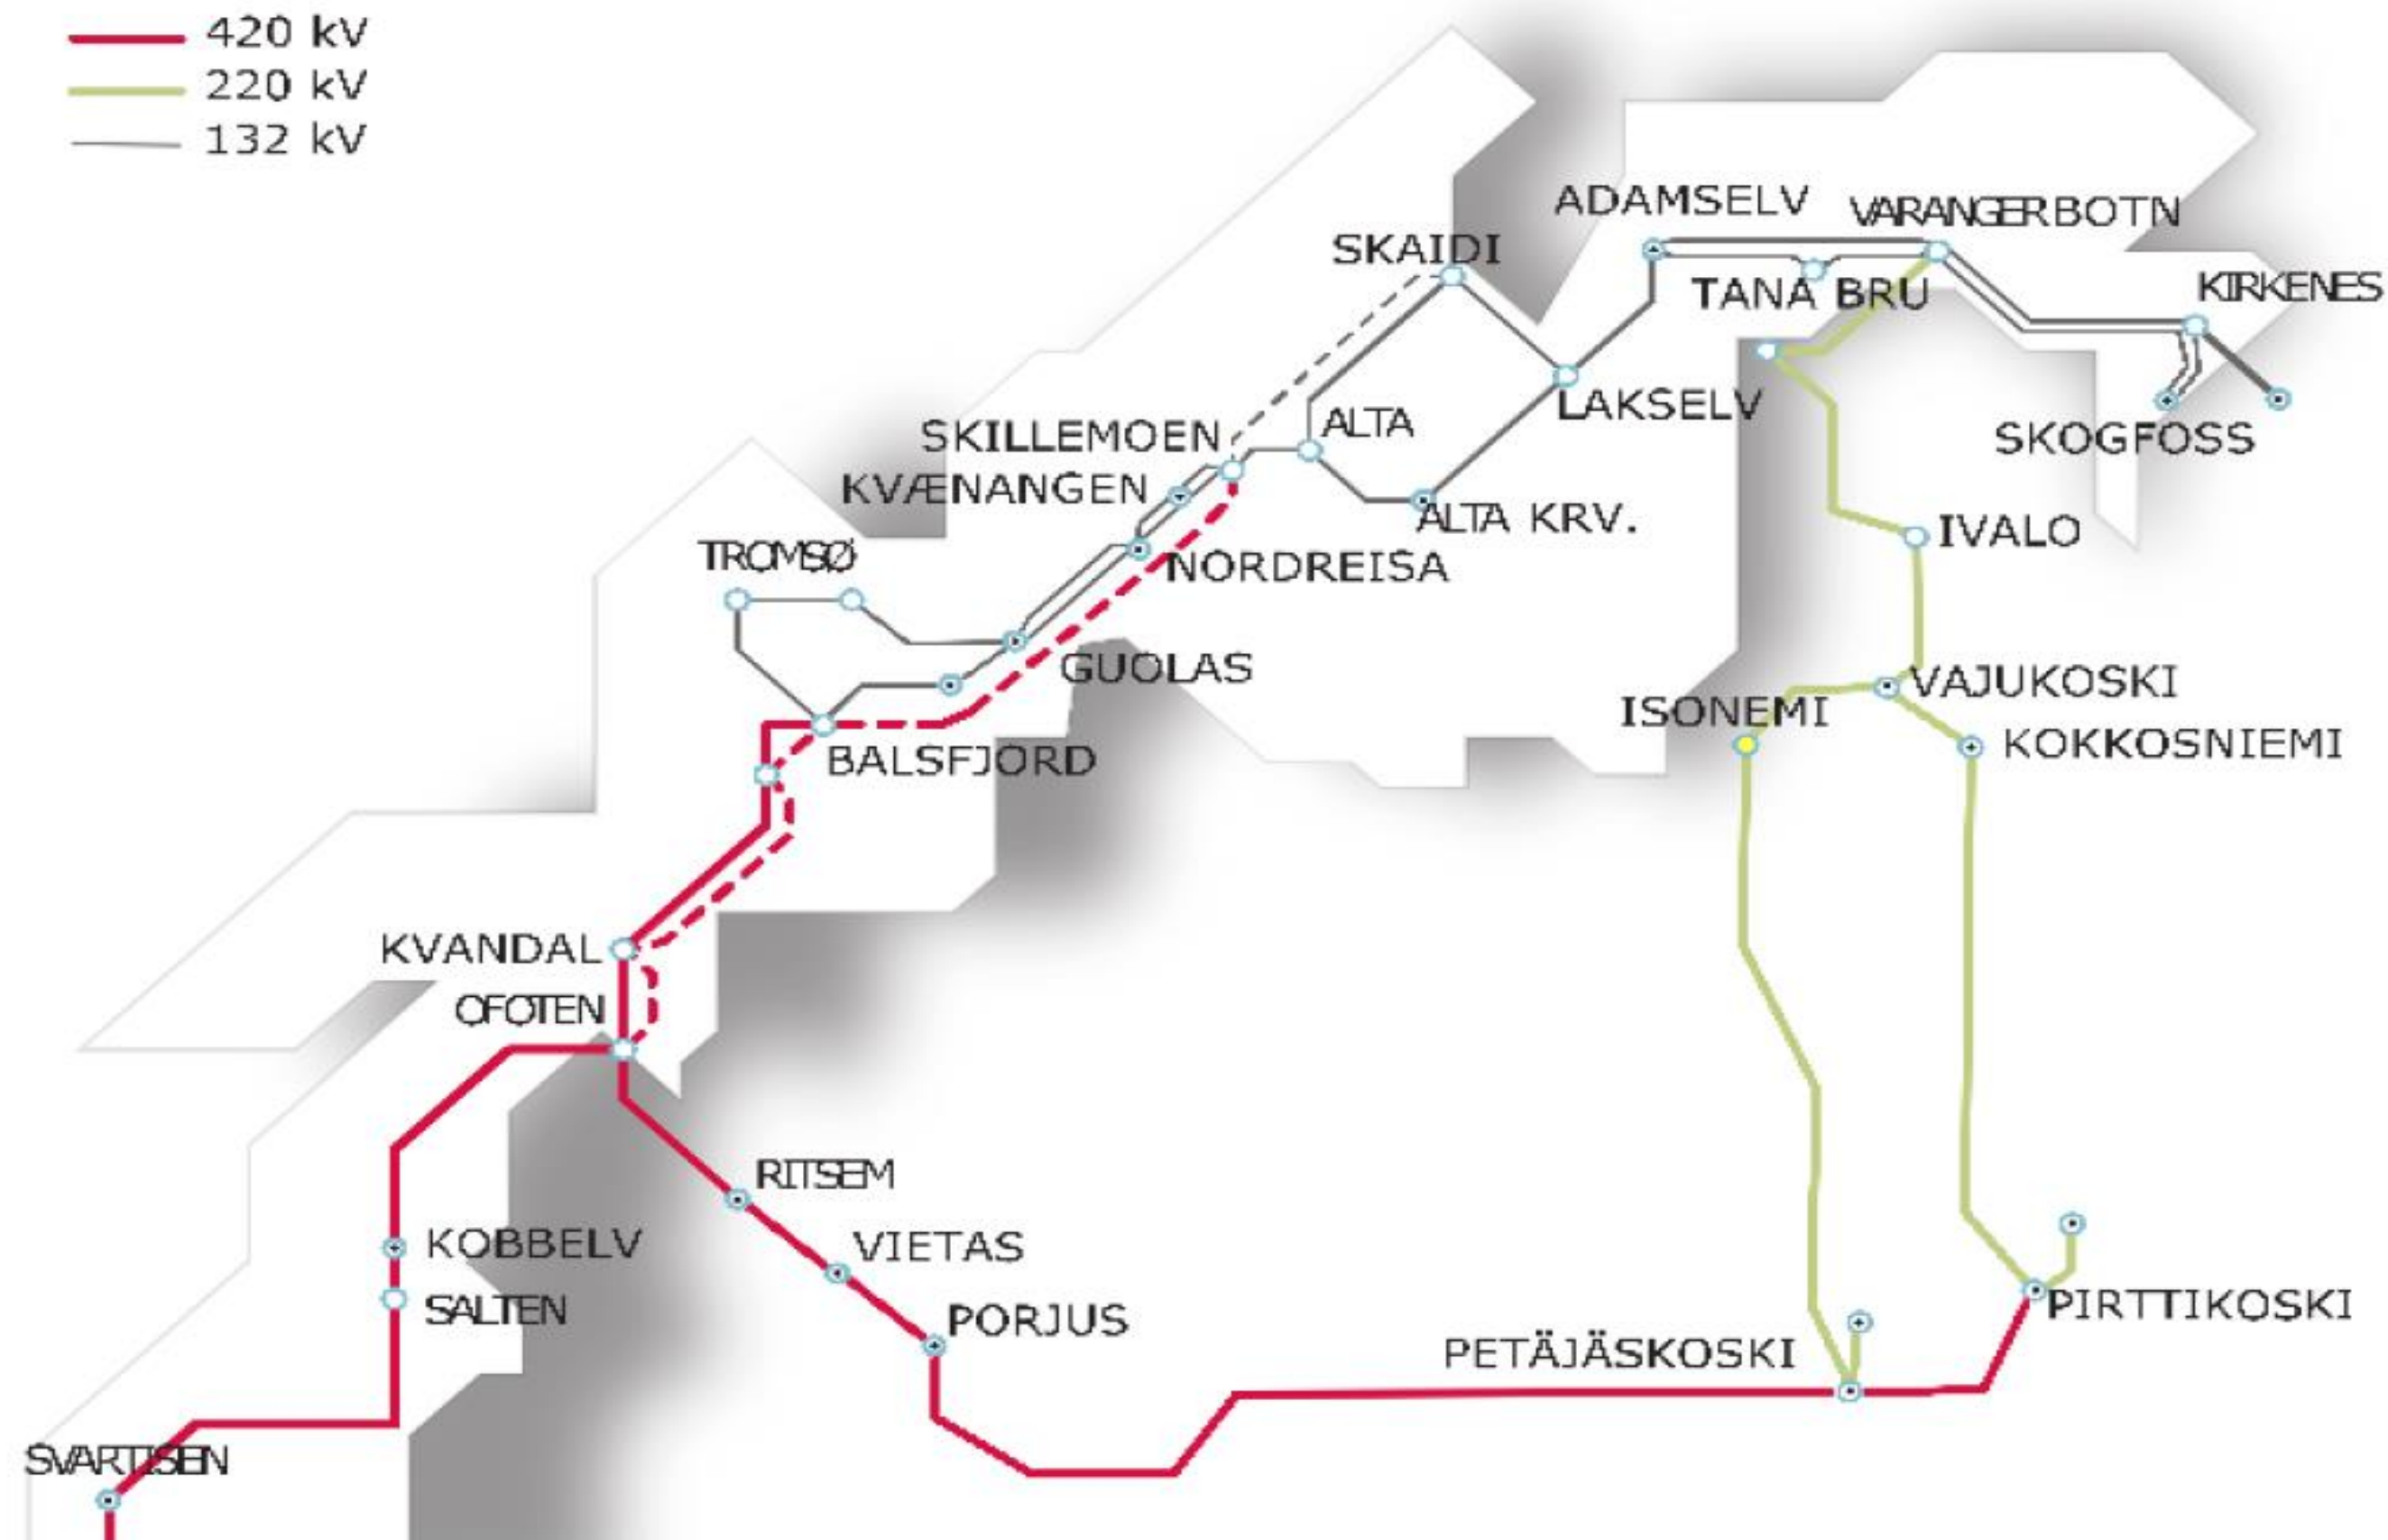 420 kV
220 kV
132 kV
ADAMSELV
VARANGERBOTN
SKAIDI
TANA BRU
KIRKENES
LAKSELV
ALTA
SKILLEMOEN
SKOGFOSS
KVÆNANGEN
ALTA KRV.
IVALO
TROMSØ
NORDREISA
GUOLAS
VAJUKOSKI
ISONEMI
KOKKOSNIEMI
BALSFJORD
KVANDAL
OFOTEN
RITSEM
KOBBELV
VIETAS
SALTEN
PORJUS
PIRTTIKOSKI
PETÄJÄSKOSKI
SVARTISEN